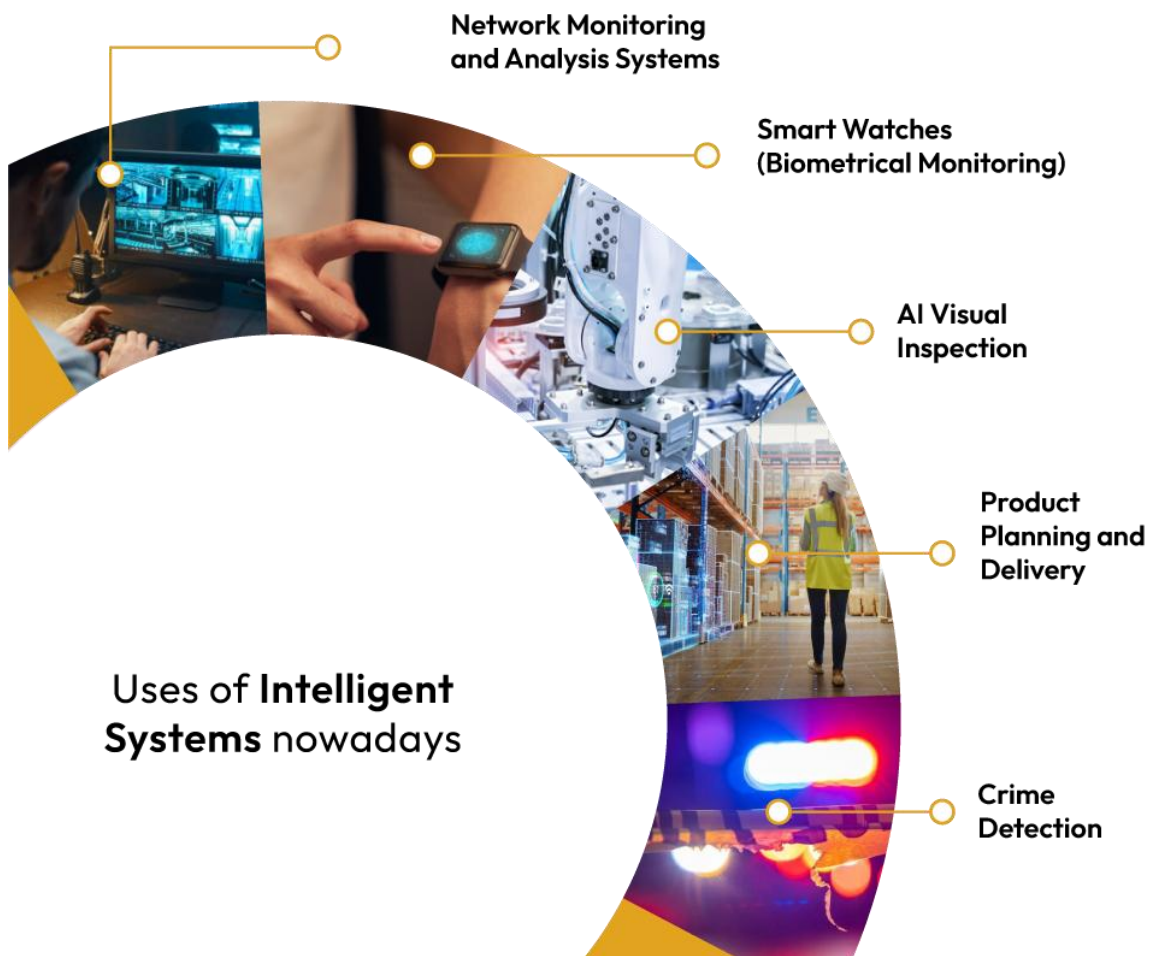 Network Monitoring
and Analysis Systems
Smart Watches
(Biometrical Monitoring)
AI Visual
Inspection
Product
Planning and
Delivery
Uses of Intelligent
Systems nowadays
Crime
Detection